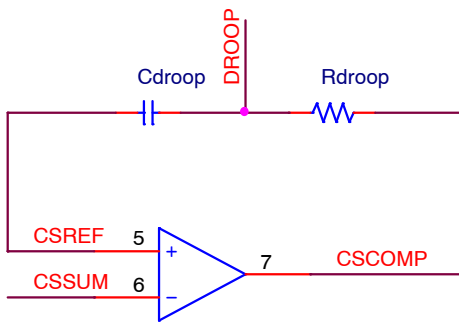 DROOP
Cdroop
Rdroop
CSREF
5
+
7
CSCOMP
CSSUM
6
−